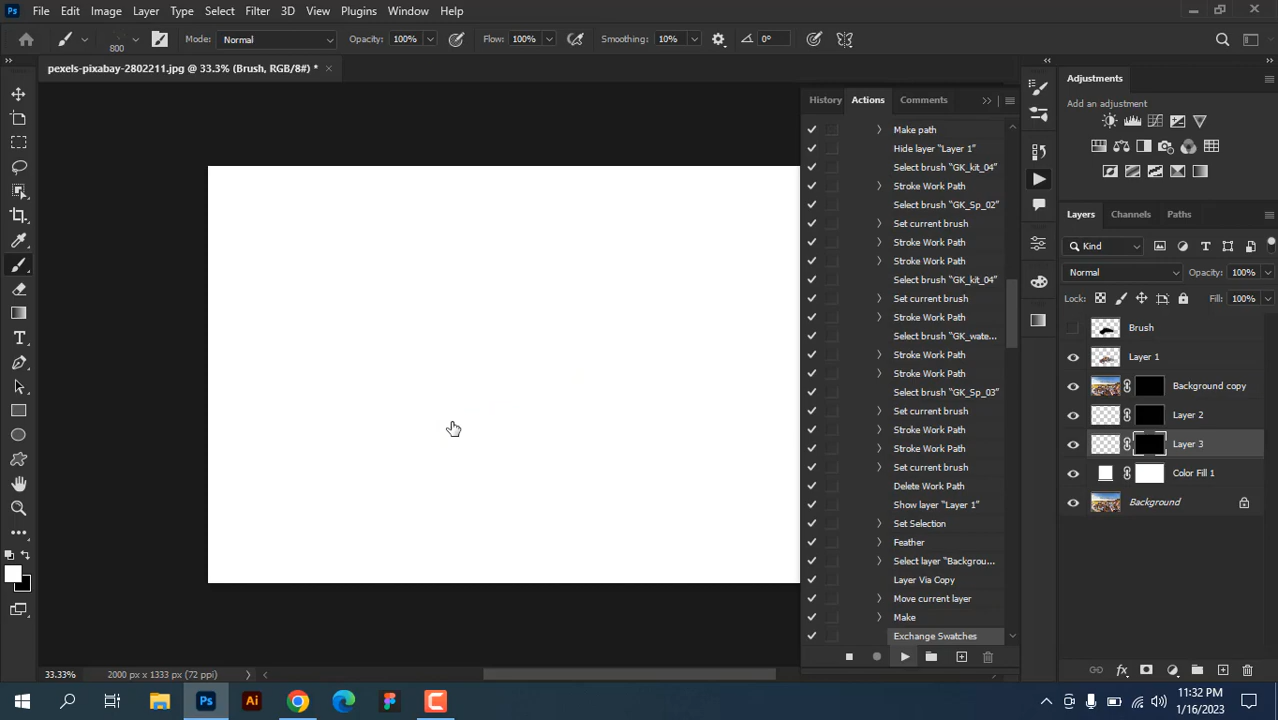 Ps File Edit Image Layer Type Select Filter 3D View Plugins Window Help
800 Mode: Normal Opacity: 100% Flow: 100% Smoothing: 10% 0°
pexels-pixabay-2802211.jpg @ 33.3% (Brush, RGB/8#) * ×
History Actions Comments
Make path
Hide layer "Layer 1"
Select brush "GK_kit_04"
Stroke Work Path
Select brush "GK_Sp_02"
Set current brush
Stroke Work Path
Stroke Work Path
Select brush "GK_kit_04"
Set current brush
Stroke Work Path
Select brush "GK_wate...
Stroke Work Path
Stroke Work Path
Select brush "GK_Sp_03"
Set current brush
Stroke Work Path
Stroke Work Path
Set current brush
Delete Work Path
Show layer "Layer 1"
Set Selection
Feather
Select layer "Backgrou...
Layer Via Copy
Move current layer
Make
Exchange Swatches
Adjustments
Add an adjustment
Layers Channels Paths
Kind
Normal Opacity: 100%
Lock: Fill: 100%
Brush
Layer 1
Background copy
Layer 2
Layer 3
Color Fill 1
Background
33.33% 2000 px x 1333 px (72 ppi)
Ps Ai
11:32 PM
1/16/2023